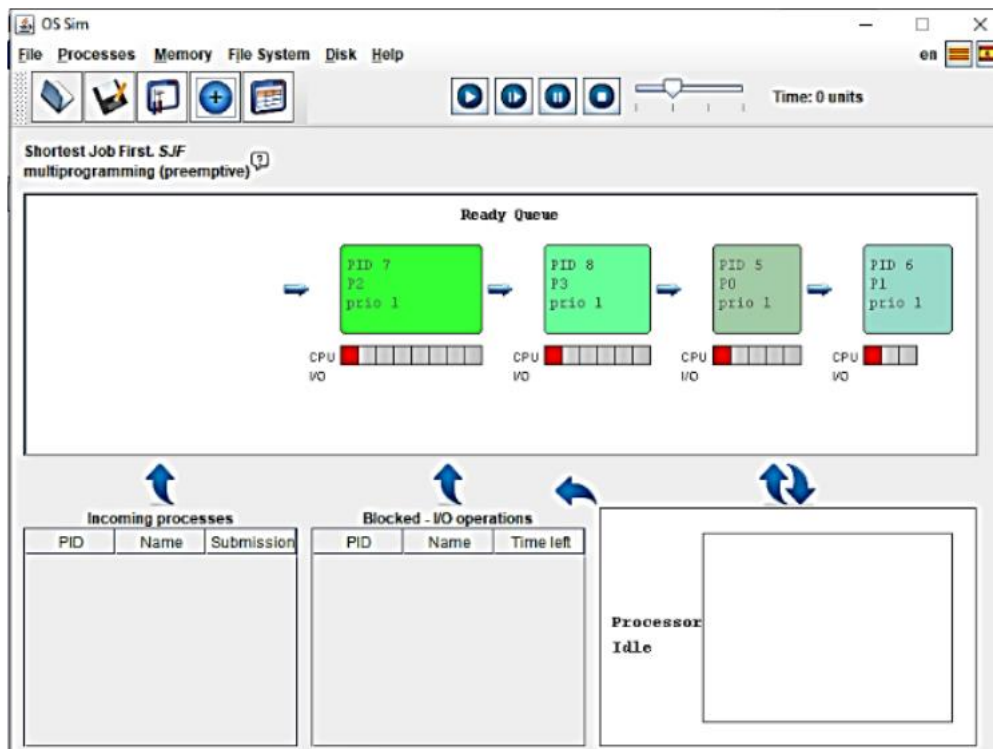 OS Sim
File Processes Memory File System Disk Help
en
Time: 0 units
Shortest Job First. SJF
multiprogramming (preemptive)
?
Ready Queue
PID 7
P2
prio 1
CPU
I/O
PID 8
P3
prio 1
CPU
I/O
PID 5
P0
prio 1
CPU
I/O
PID 6
P1
prio 1
CPU
I/O
Incoming processes
PID Name Submission
Blocked - I/O operations
PID Name Time left
Processor
Idle